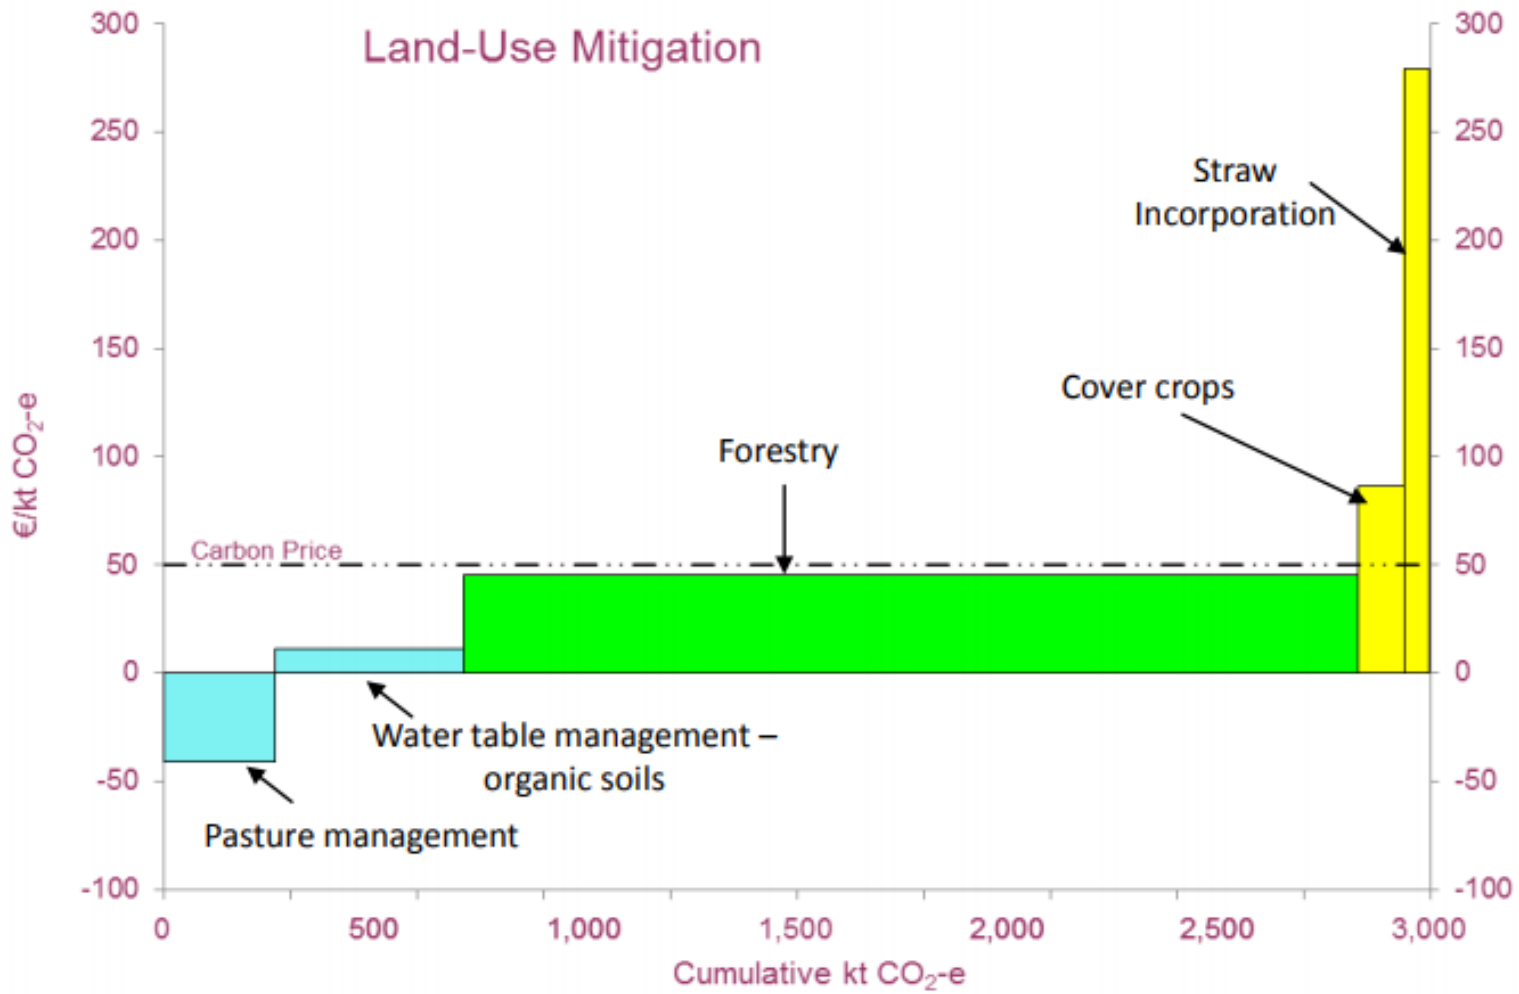 Land-Use Mitigation
300
250
200
150
100
50
0
-50
-100
300
250
200
150
100
50
0
-50
-100
€/kt CO₂-e
Carbon Price
Straw
Incorporation
Cover crops
Forestry
Water table management –
organic soils
Pasture management
0 500 1,000 1,500 2,000 2,500 3,000
Cumulative kt CO₂-e